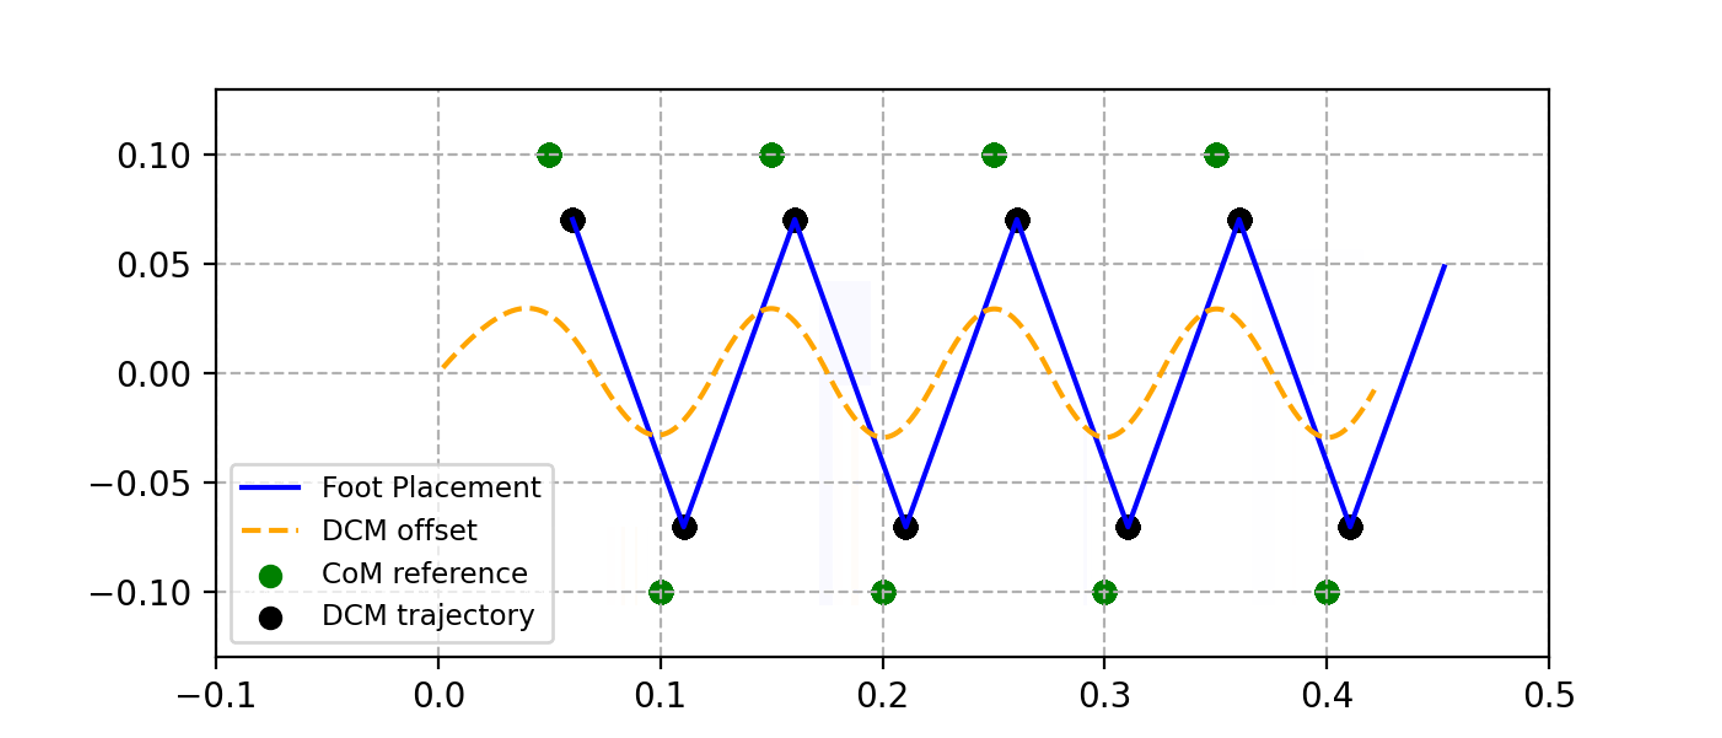 0.10
0.05
0.00
−0.05
−0.10
Foot Placement
DCM offset
CoM reference
DCM trajectory
−0.1 0.0 0.1 0.2 0.3 0.4 0.5